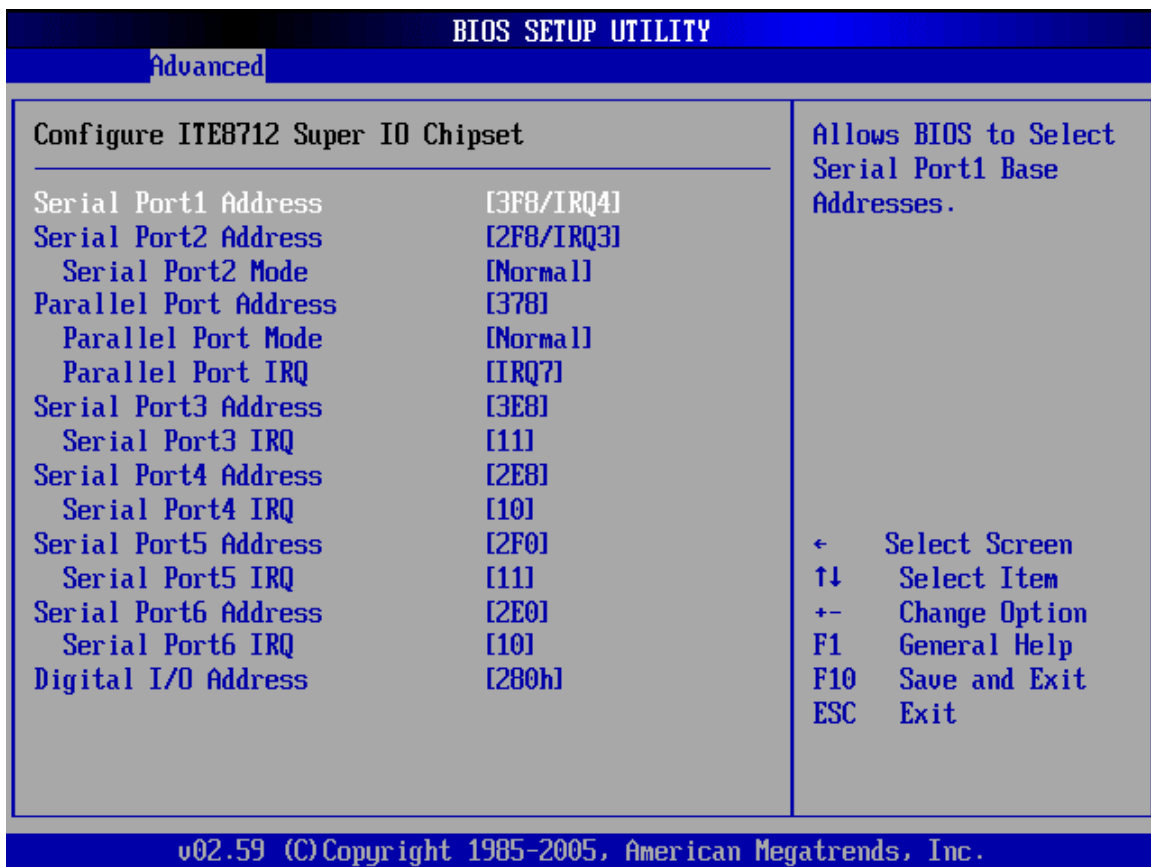 BIOS SETUP UTILITY
Advanced
Configure ITE8712 Super IO Chipset
Serial Port1 Address [3F8/IRQ4]
Serial Port2 Address [2F8/IRQ3]
Serial Port2 Mode [Normal]
Parallel Port Address [378]
Parallel Port Mode [Normal]
Parallel Port IRQ [IRQ7]
Serial Port3 Address [3E8]
Serial Port3 IRQ [11]
Serial Port4 Address [2E8]
Serial Port4 IRQ [10]
Serial Port5 Address [2F0]
Serial Port5 IRQ [11]
Serial Port6 Address [2E0]
Serial Port6 IRQ [10]
Digital I/O Address [280h]
Allows BIOS to Select
Serial Port1 Base
Addresses.
← Select Screen
↑↓ Select Item
+- Change Option
F1 General Help
F10 Save and Exit
ESC Exit
v02.59 (C)Copyright 1985-2005, American Megatrends, Inc.